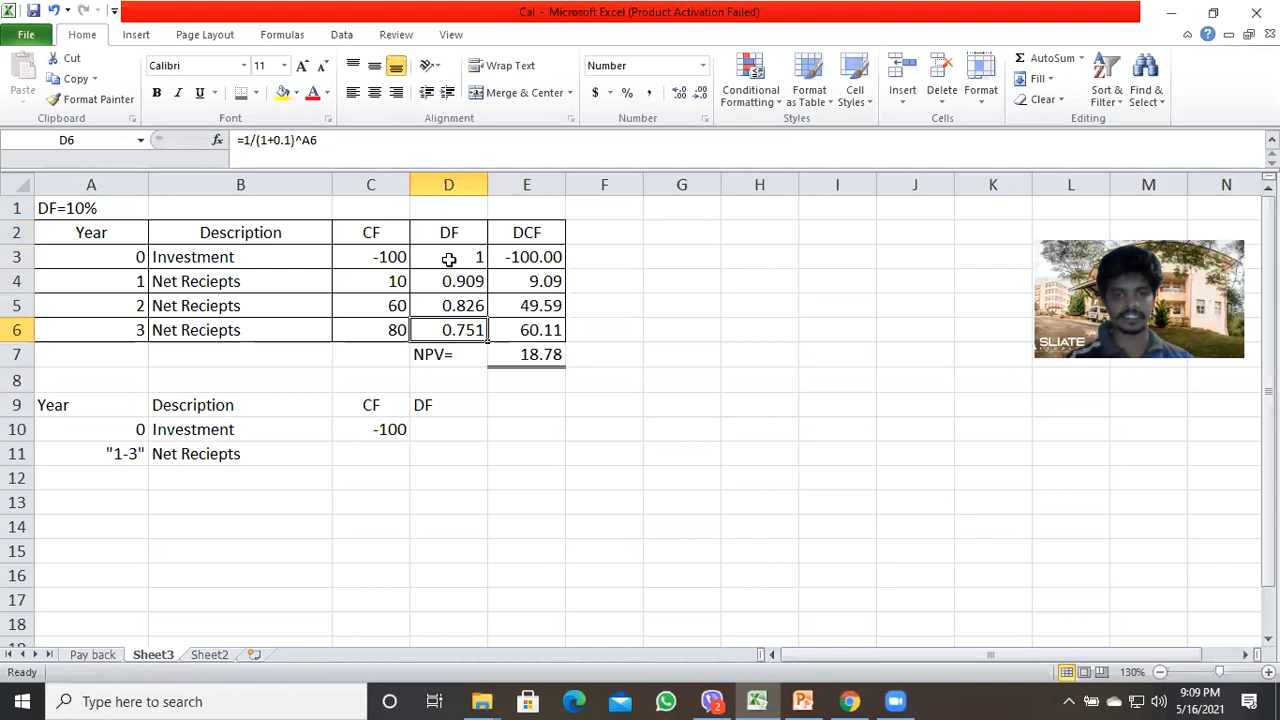 Cal - Microsoft Excel (Product Activation Failed)
File Home Insert Page Layout Formulas Data Review View
Cut
Copy
Format Painter
Paste
Clipboard
Calibri 11
B I U
Font
Wrap Text
Merge & Center
Alignment
Number
$ % ,
Number
Conditional Formatting
Format as Table
Cell Styles
Styles
Insert Delete Format
Cells
Σ AutoSum
Fill
Clear
Sort & Filter
Find & Select
Editing
D6 fx =1/(1+0.1)^A6
A B C D E F G H I J K L M N
1 DF=10%
2 Year Description CF DF DCF
3 0 Investment -100 1 -100.00
4 1 Net Reciepts 10 0.909 9.09
5 2 Net Reciepts 60 0.826 49.59
6 3 Net Reciepts 80 0.751 60.11
7 NPV= 18.78
8
9 Year Description CF DF
10 0 Investment -100
11 "1-3" Net Reciepts
12
13
14
15
16
17
18
SLIATE
Pay back Sheet3 Sheet2
Ready 130%
Type here to search
2
9:09 PM
5/16/2021